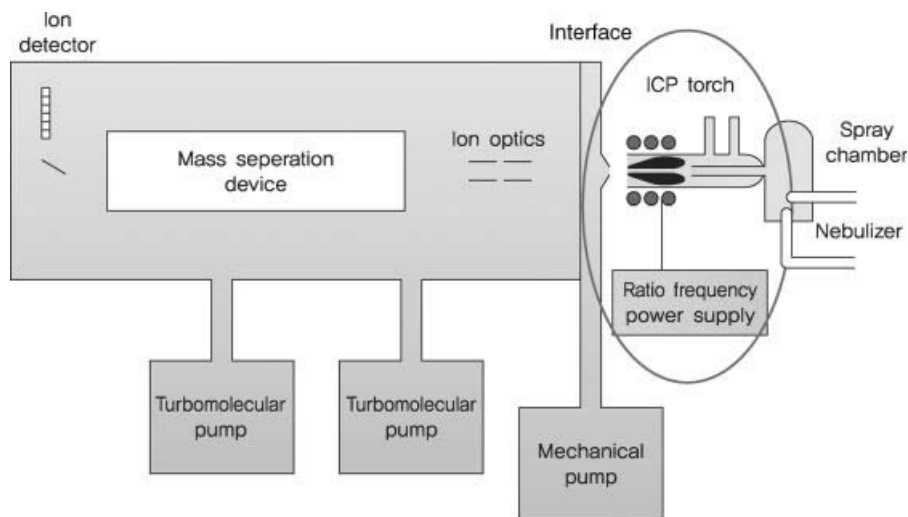 Ion
detector
Interface
ICP torch
Ion optics
Mass seperation
device
Spray
chamber
Nebulizer
Ratio frequency
power supply
Turbomolecular
pump
Turbomolecular
pump
Mechanical
pump